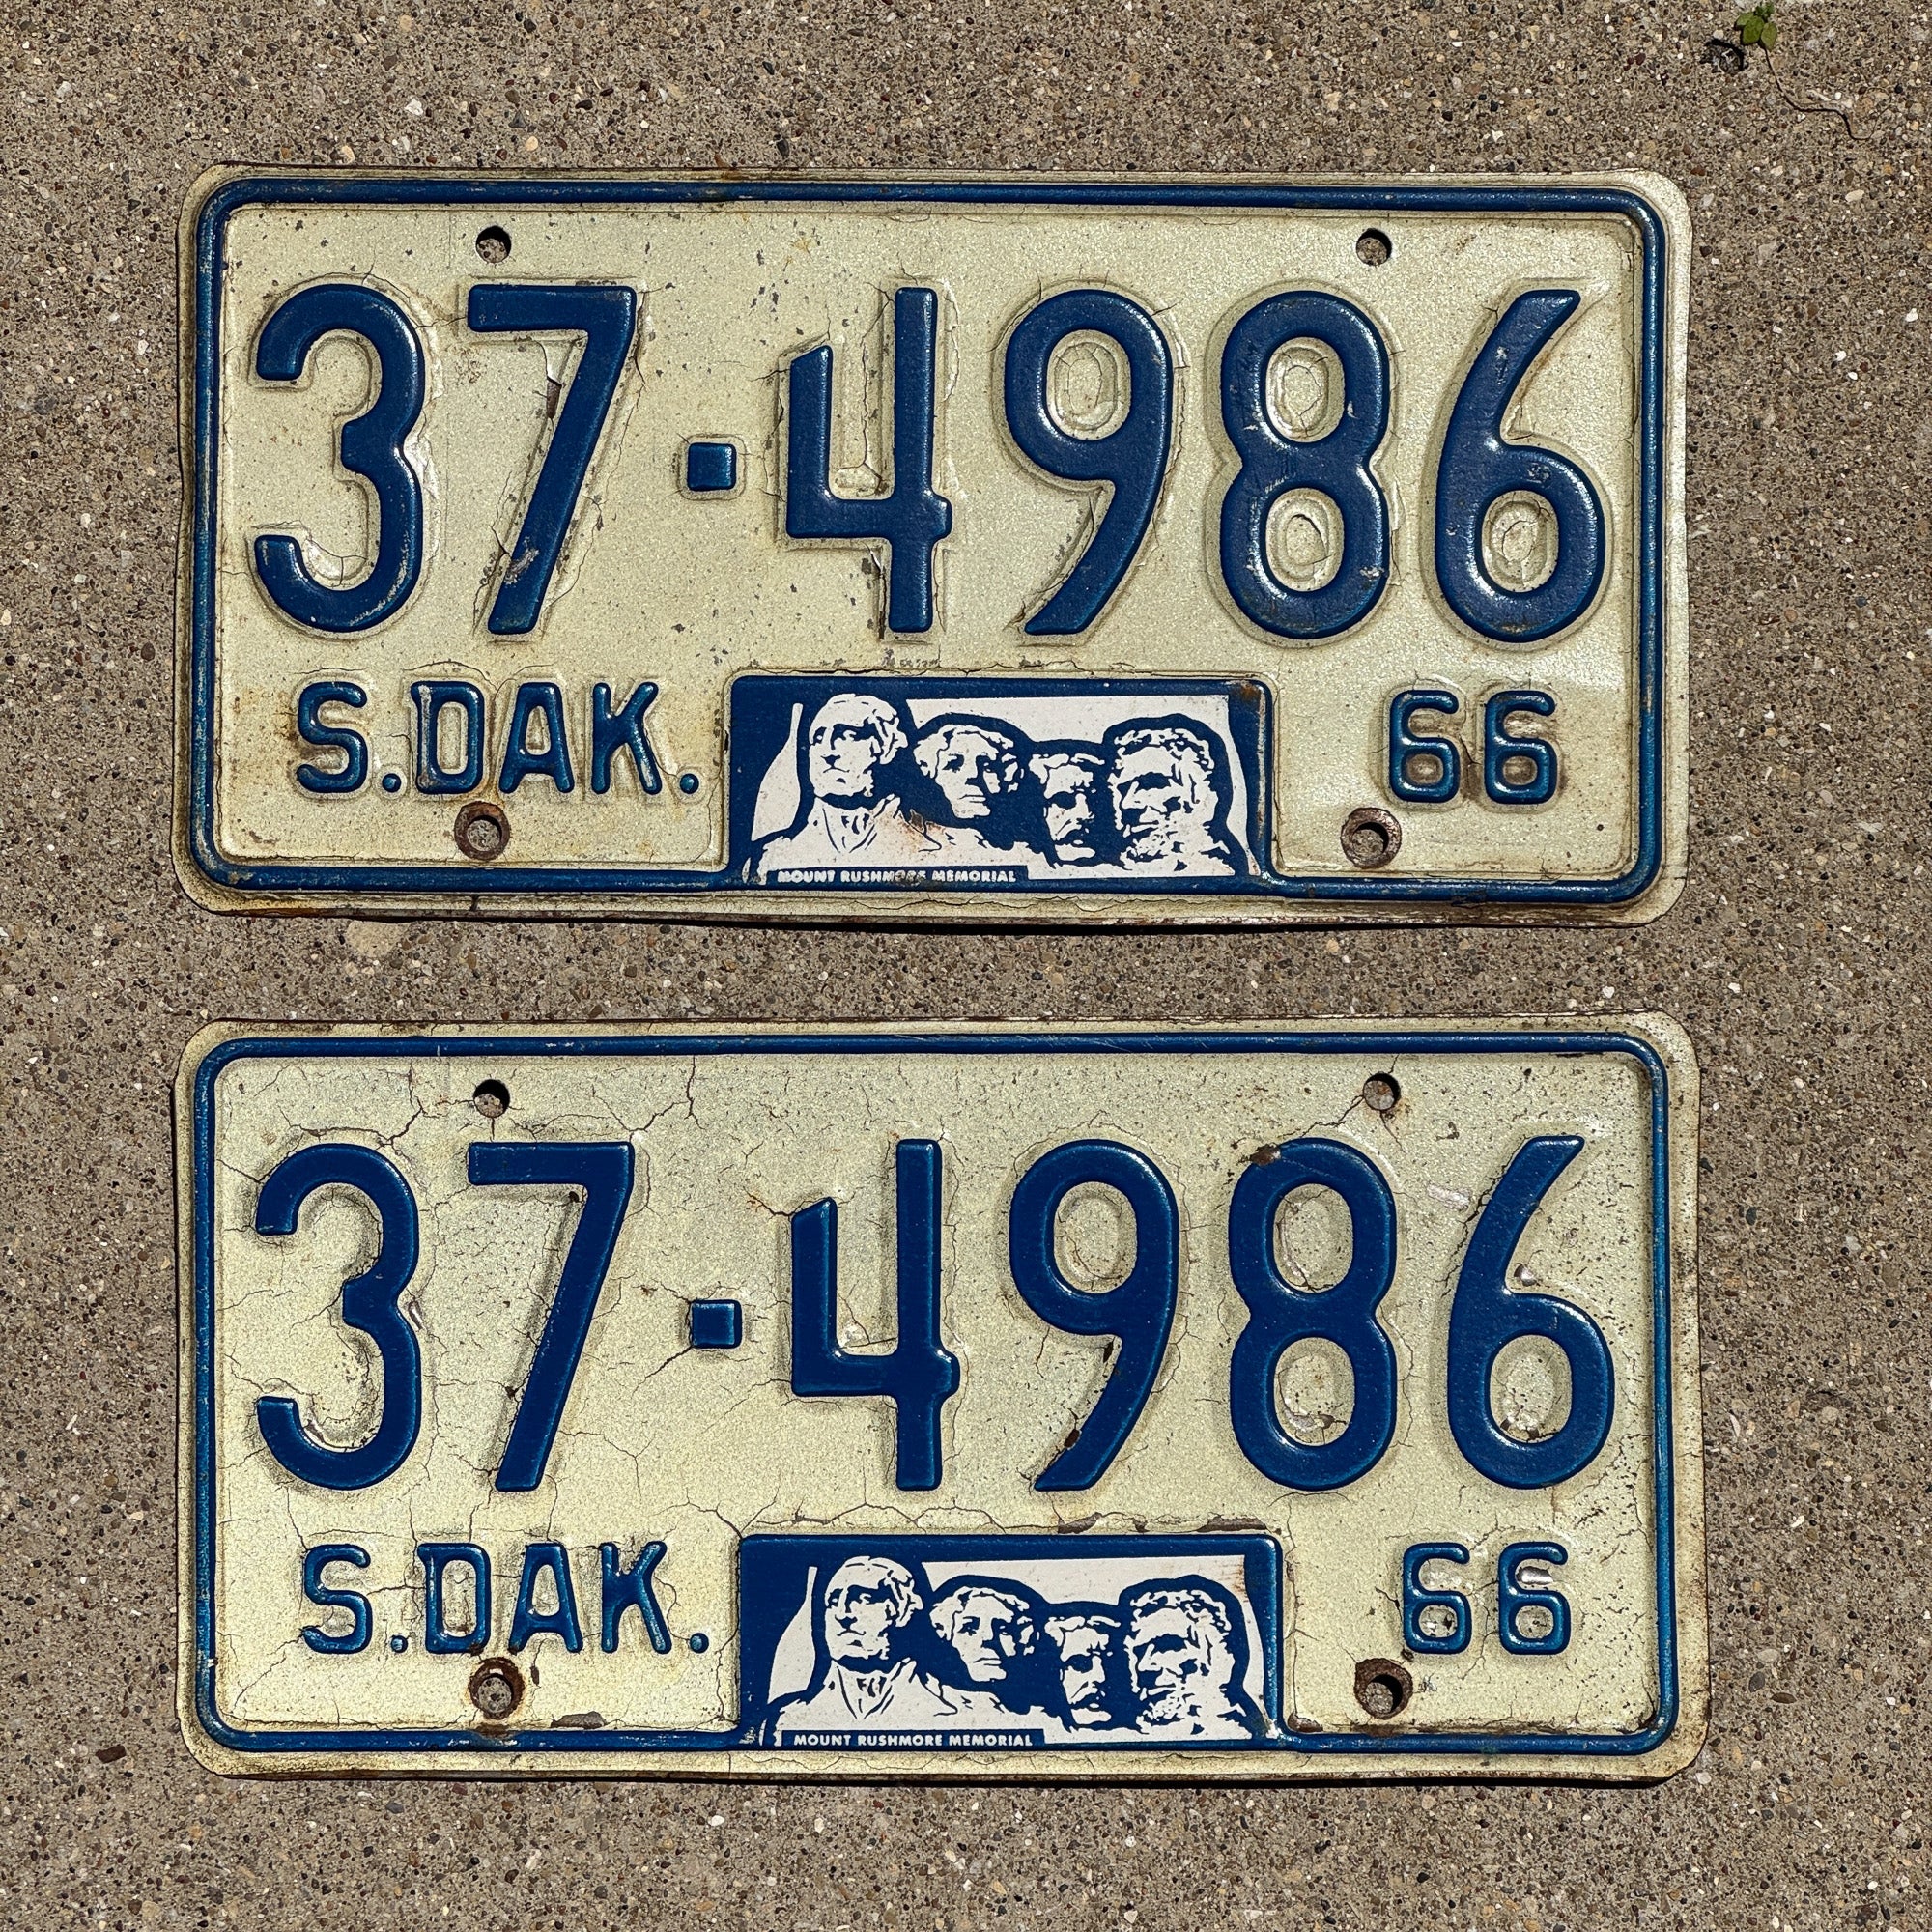 37·4986
S.DAK. 66
MOUNT RUSHMORE MEMORIAL
37·4986
S.DAK. 66
MOUNT RUSHMORE MEMORIAL